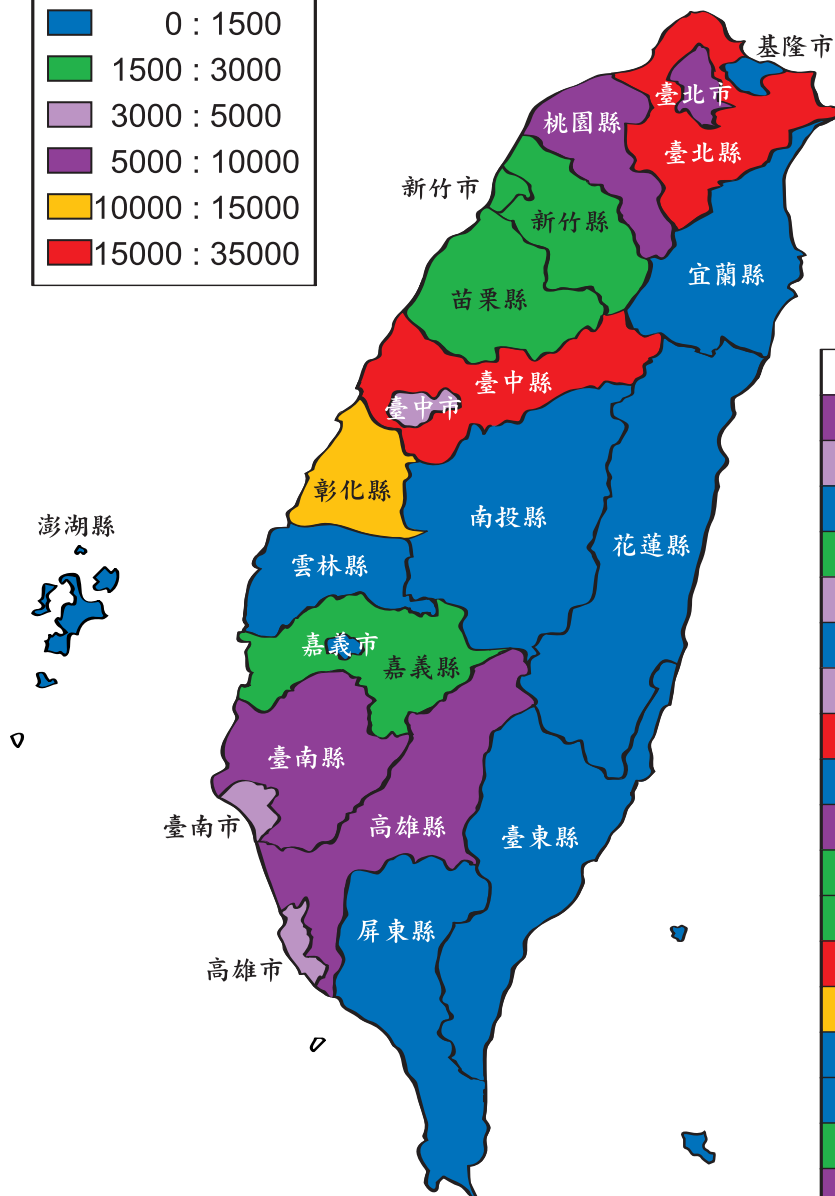 0 : 1500
1500 : 3000
3000 : 5000
5000 : 10000
10000 : 15000
15000 : 35000
基隆市
臺北市
桃園縣
臺北縣
新竹市
新竹縣
宜蘭縣
苗栗縣
臺中縣
臺中市
彰化縣
南投縣
澎湖縣
花蓮縣
雲林縣
嘉義市
嘉義縣
臺南縣
臺南市
高雄縣
臺東縣
屏東縣
高雄市